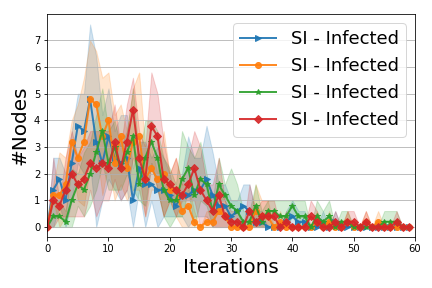 7
6
5
4
3
2
1
0
#Nodes
SI - Infected
SI - Infected
SI - Infected
SI - Infected
0 10 20 30 40 50 60
Iterations